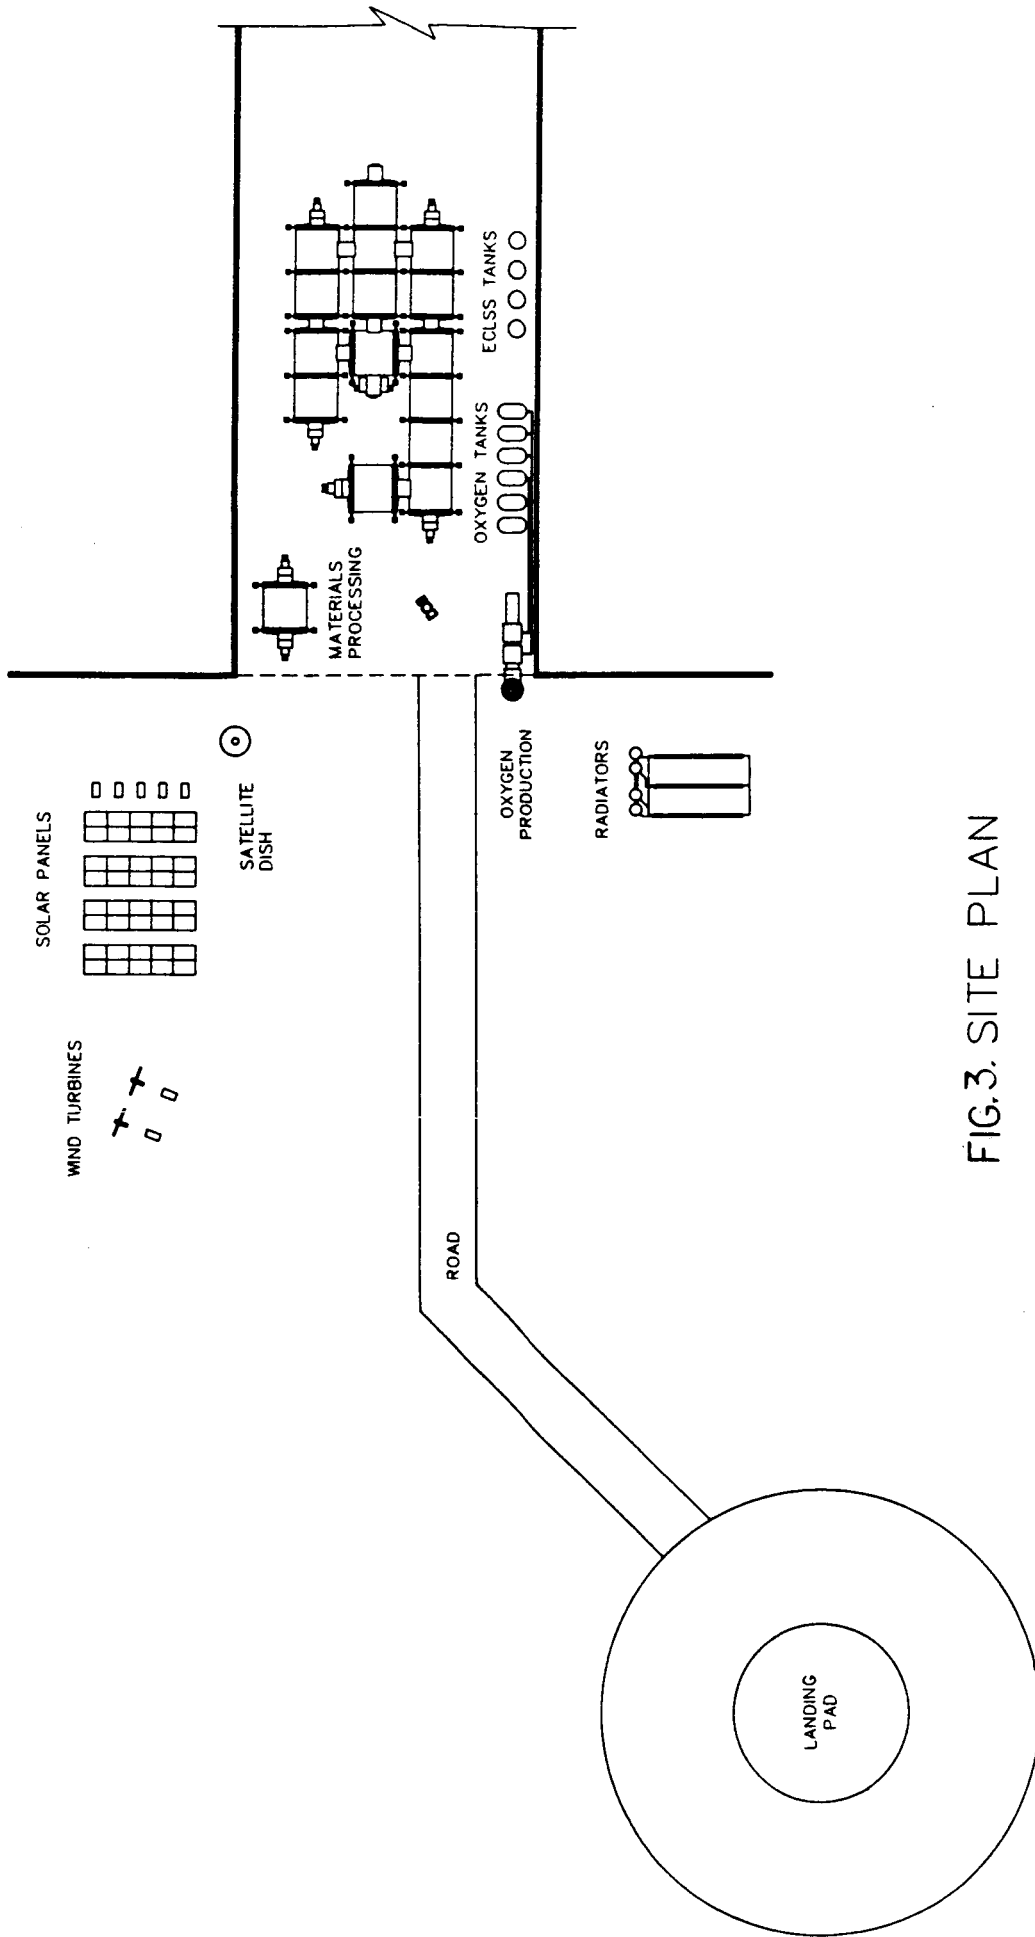 WIND TURBINES
SOLAR PANELS
SATELLITE
DISH
MATERIALS
PROCESSING
ECLSS TANKS
OXYGEN TANKS
OXYGEN
PRODUCTION
RADIATORS
ROAD
LANDING
PAD
FIG.3. SITE PLAN